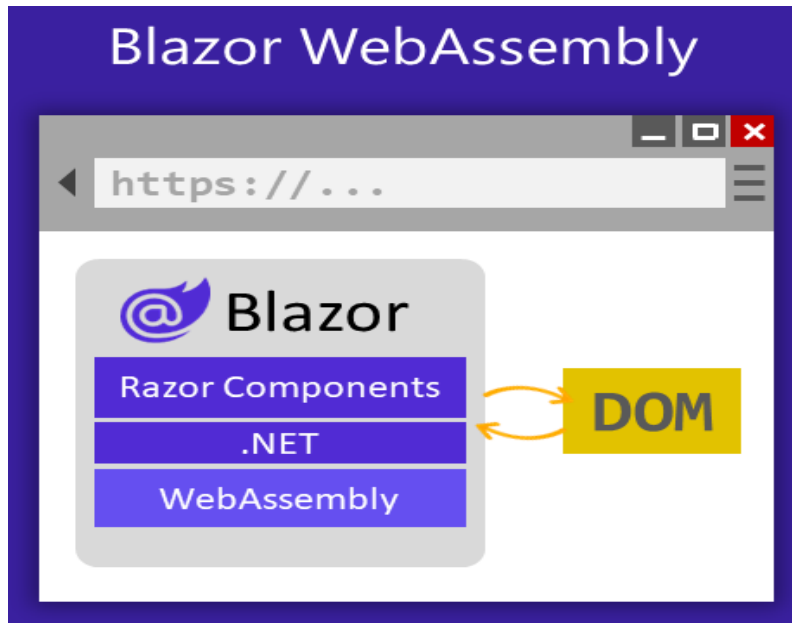 Blazor WebAssembly
https://...
@ Blazor
Razor Components
.NET
WebAssembly
DOM